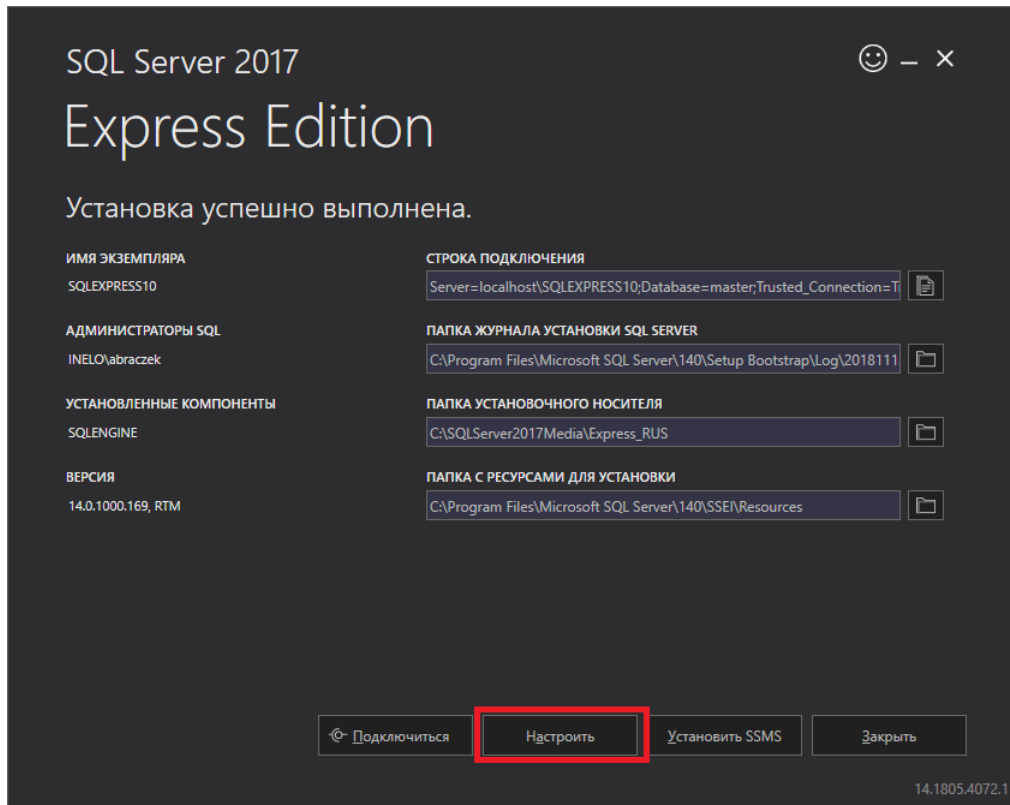 SQL Server 2017
Express Edition
Установка успешно выполнена.
ИМЯ ЭКЗЕМПЛЯРА
SQLEXPRESS10
СТРОКА ПОДКЛЮЧЕНИЯ
Server=localhost\SQLEXPRESS10;Database=master;Trusted_Connection=T
АДМИНИСТРАТОРЫ SQL
INELO\abraczek
ПАПКА ЖУРНАЛА УСТАНОВКИ SQL SERVER
C:\Program Files\Microsoft SQL Server\140\Setup Bootstrap\Log\2018111
УСТАНОВЛЕННЫЕ КОМПОНЕНТЫ
SQLENGINE
ПАПКА УСТАНОВОЧНОГО НОСИТЕЛЯ
C:\SQLServer2017Media\Express_RUS
ВЕРСИЯ
14.0.1000.169, RTM
ПАПКА С РЕСУРСАМИ ДЛЯ УСТАНОВКИ
C:\Program Files\Microsoft SQL Server\140\SSEI\Resources
Подключиться
Настроить
Установить SSMS
Закрыть
14.1805.4072.1